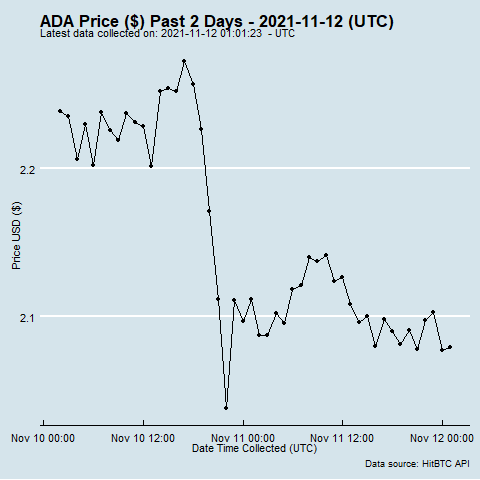 ADA Price ($) Past 2 Days - 2021-11-12 (UTC)
Latest data collected on: 2021-11-12 01:01:23 - UTC
2.2
2.1
Price USD ($)
Nov 10 00:00 Nov 10 12:00 Nov 11 00:00 Nov 11 12:00 Nov 12 00:00
Date Time Collected (UTC)
Data source: HitBTC API